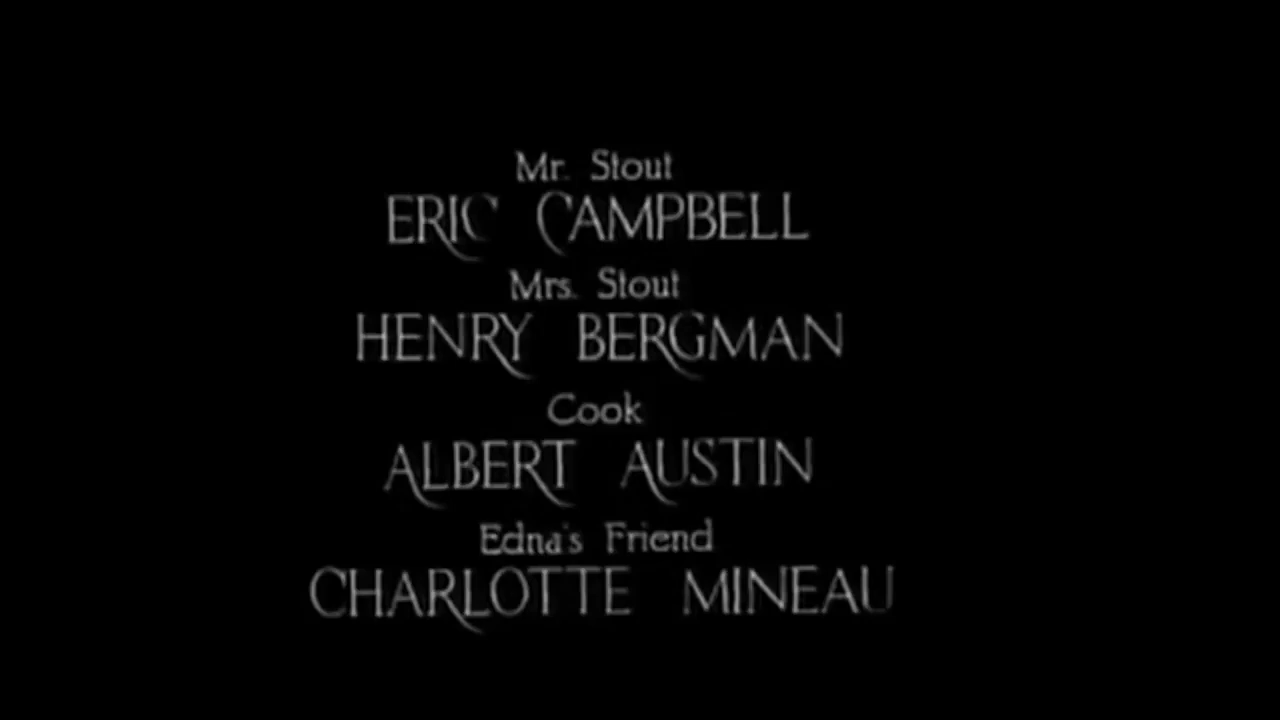 Mr. Stout
ERIC CAMPBELL
Mrs. Stout
HENRY BERGMAN
Cook
ALBERT AUSTIN
Edna's Friend
CHARLOTTE MINEAU